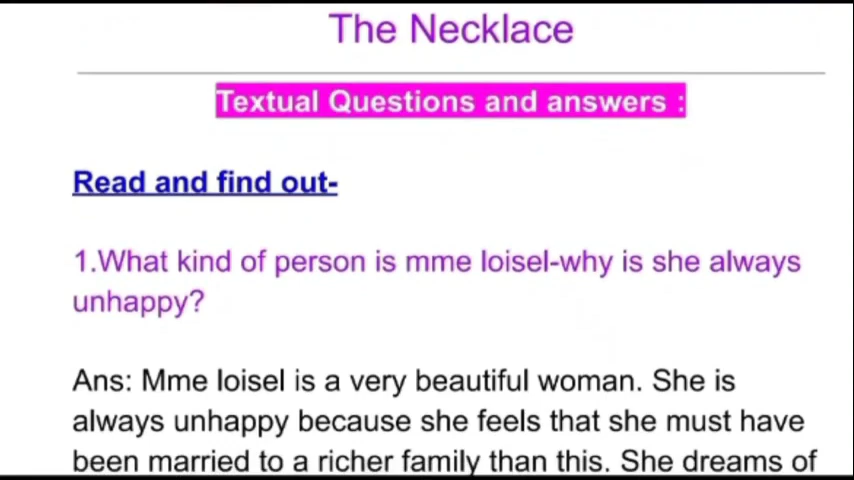 The Necklace
Textual Questions and answers :
Read and find out-
1.What kind of person is mme loisel-why is she always
unhappy?
Ans: Mme loisel is a very beautiful woman. She is
always unhappy because she feels that she must have
been married to a richer family than this. She dreams of